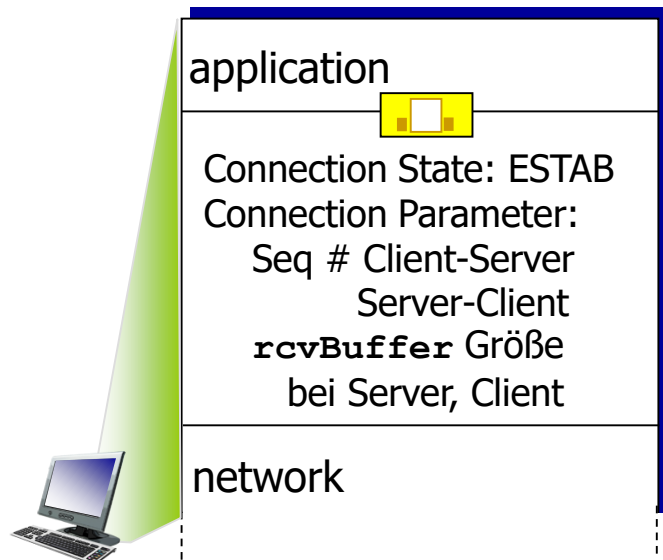 application
Connection State: ESTAB
Connection Parameter:
Seq # Client-Server
Server-Client
rcvBuffer Größe
bei Server, Client
network